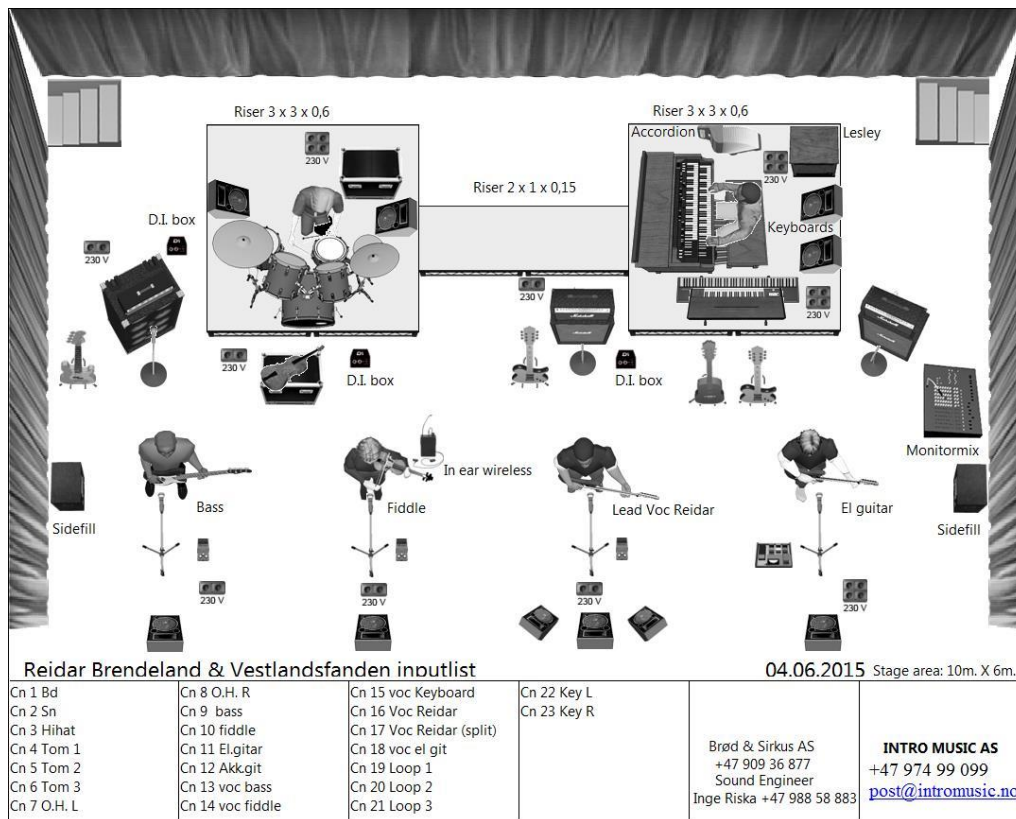 Riser 3 x 3 x 0,6
Riser 3 x 3 x 0,6
Accordion
Lesley
230 V
230 V
Riser 2 x 1 x 0,15
D.I. box
Keyboards
230 V
230 V
230 V
230 V
D.I. box
D.I. box
Monitormix
In ear wireless
Bass
Fiddle
Lead Voc Reidar
El guitar
Sidefill
Sidefill
230 V
230 V
230 V
230 V
Reidar Brendeland & Vestlandsfanden inputlist
04.06.2015 Stage area: 10m. X 6m.
Cn 1 Bd
Cn 2 Sn
Cn 3 Hihat
Cn 4 Tom 1
Cn 5 Tom 2
Cn 6 Tom 3
Cn 7 O.H. L
Cn 8 O.H. R
Cn 9 bass
Cn 10 fiddle
Cn 11 El.gitar
Cn 12 Akk.git
Cn 13 voc bass
Cn 14 voc fiddle
Cn 15 voc Keyboard
Cn 16 Voc Reidar
Cn 17 Voc Reidar (split)
Cn 18 voc el git
Cn 19 Loop 1
Cn 20 Loop 2
Cn 21 Loop 3
Cn 22 Key L
Cn 23 Key R
Brød & Sirkus AS
+47 909 36 877
Sound Engineer
Inge Riska +47 988 58 883
INTRO MUSIC AS
+47 974 99 099
post@intromusic.no